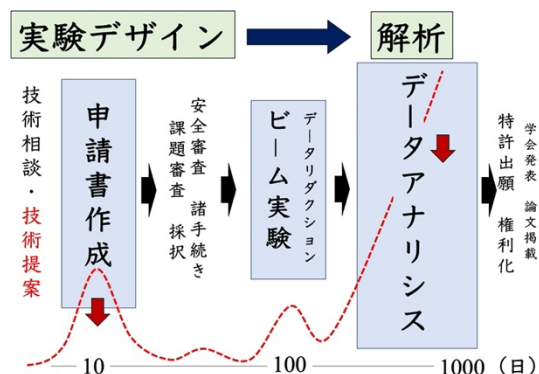 実験デザイン
解析
技術相談・技術提案
申請書作成
安全審査 諸手続き
課題審査 採択
データリダクション
ビーム実験
データアナリシス
学会発表 論文掲載
特許出願 権利化
10
100
1000（日）